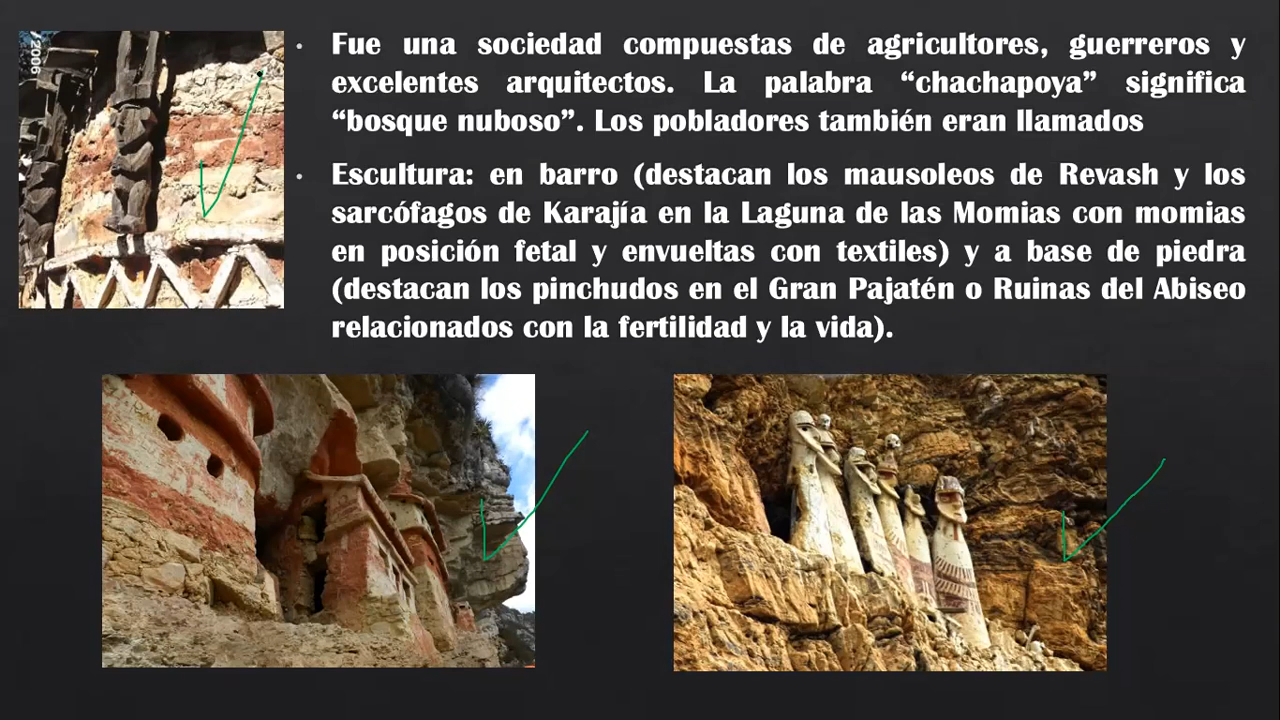 /2006
Fue una sociedad compuestas de agricultores, guerreros y
excelentes arquitectos. La palabra “chachapoya” significa
“bosque nuboso”. Los pobladores también eran llamados
Escultura: en barro (destacan los mausoleos de Revash y los
sarcófagos de Karajía en la Laguna de las Momias con momias
en posición fetal y envueltas con textiles) y a base de piedra
(destacan los pinchudos en el Gran Pajatén o Ruinas del Abiseo
relacionados con la fertilidad y la vida).